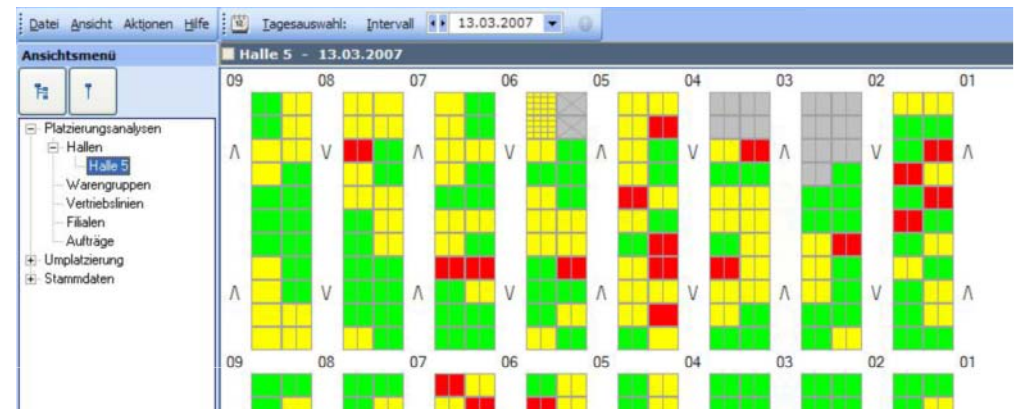 Datei Ansicht Aktionen Hilfe
12 Tagesauswahl: Intervall 13.03.2007
Ansichtsmenü
Halle 5 - 13.03.2007
09 08 07 06 05 04 03 02 01
Platzierungsanalysen
Hallen
Halle 5
Warengruppen
Vertriebslinien
Filialen
Aufträge
Umplatzierung
Stammdaten
09 08 07 06 05 04 03 02 01